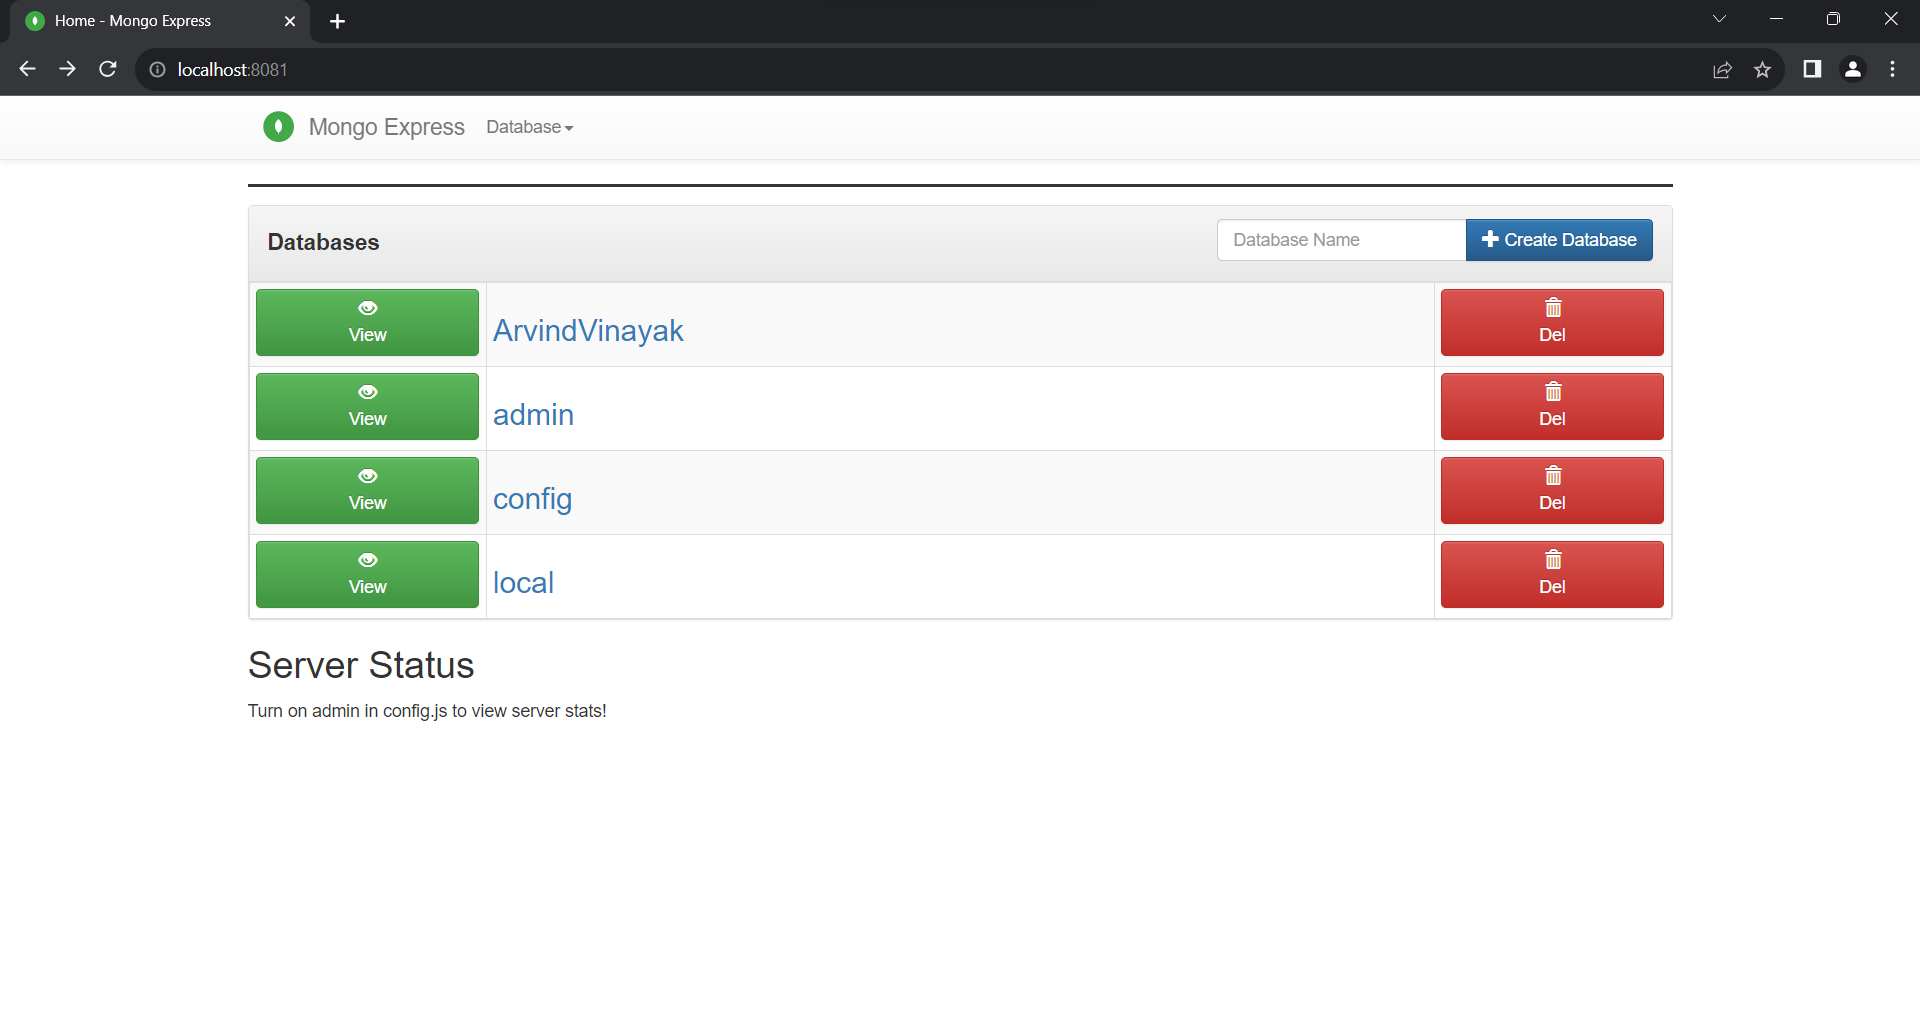 Home - Mongo Express
localhost:8081
Mongo Express Database
Databases
Database Name
Create Database
View ArvindVinayak Del
View admin Del
View config Del
View local Del
Server Status
Turn on admin in config.js to view server stats!